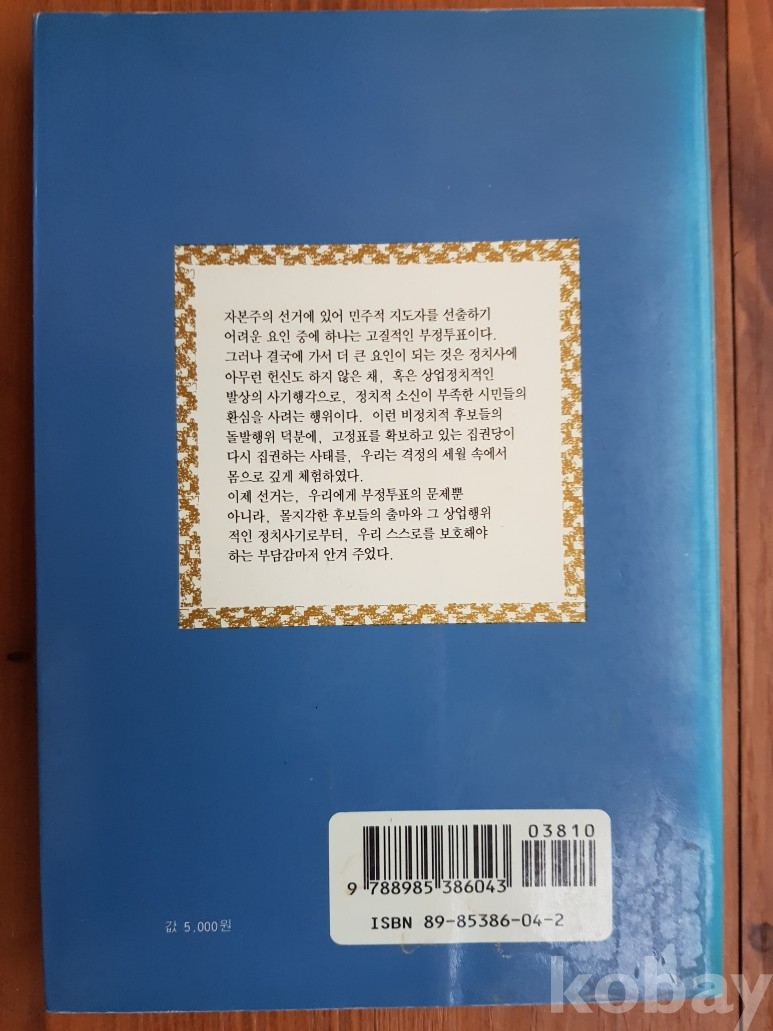 자본주의 선거에 있어 민주적 지도자를 선출하기
어려운 요인 중에 하나는 고질적인 부정투표이다.
그러나 결국에 가서 더 큰 요인이 되는 것은 정치사에
아무런 헌신도 하지 않은 채, 혹은 상업정치적인
발상의 사기행각으로, 정치적 소신이 부족한 시민들의
환심을 사려는 행위이다. 이런 비정치적 후보들의
돌발행위 덕분에, 고정표를 확보하고 있는 집권당이
다시 집권하는 사태를, 우리는 격정의 세월 속에서
몸으로 깊게 체험하였다.
이제 선거는, 우리에게 부정투표의 문제뿐
아니라, 몰지각한 후보들의 출마와 그 상업행위
적인 정치사기로부터, 우리 스스로를 보호해야
하는 부담감마저 안겨 주었다.
03810
9 788985 386043
ISBN 89-85386-04-2
값 5,000원
kobay